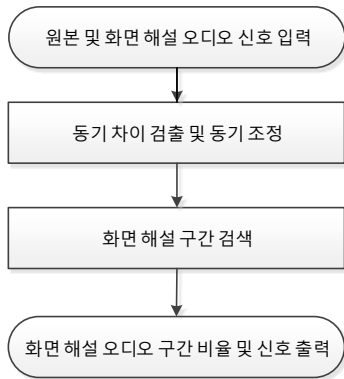 원본 및 화면 해설 오디오 신호 입력
동기 차이 검출 및 동기 조정
화면 해설 구간 검색
화면 해설 오디오 구간 비율 및 신호 출력